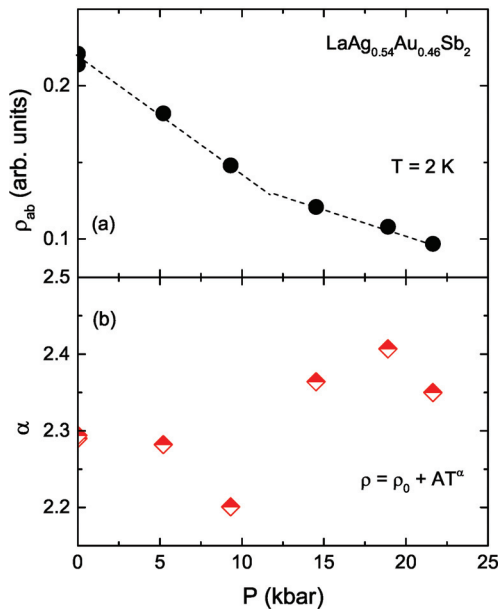 LaAg0.54Au0.46Sb2
0.2
ρab (arb. units)
T = 2 K
(a)
0.1
2.5
(b)
2.4
α
2.3
ρ = ρ0 + ATα
2.2
0 5 10 15 20 25
P (kbar)